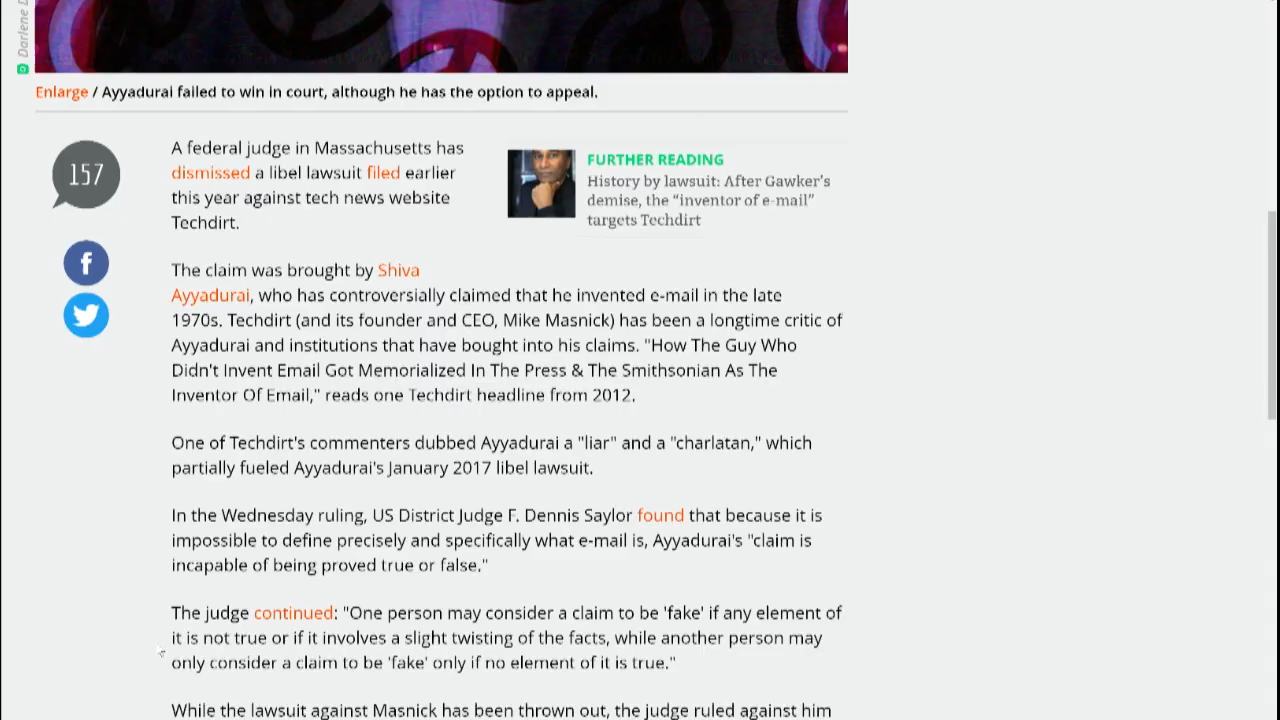 Darlene
Enlarge / Ayyadurai failed to win in court, although he has the option to appeal.
157
A federal judge in Massachusetts has
dismissed a libel lawsuit filed earlier
this year against tech news website
Techdirt.
FURTHER READING
History by lawsuit: After Gawker's
demise, the “inventor of e-mail”
targets Techdirt
The claim was brought by Shiva
Ayyadurai, who has controversially claimed that he invented e-mail in the late
1970s. Techdirt (and its founder and CEO, Mike Masnick) has been a longtime critic of
Ayyadurai and institutions that have bought into his claims. "How The Guy Who
Didn't Invent Email Got Memorialized In The Press & The Smithsonian As The
Inventor Of Email," reads one Techdirt headline from 2012.
One of Techdirt's commenters dubbed Ayyadurai a "liar" and a "charlatan," which
partially fueled Ayyadurai's January 2017 libel lawsuit.
In the Wednesday ruling, US District Judge F. Dennis Saylor found that because it is
impossible to define precisely and specifically what e-mail is, Ayyadurai's "claim is
incapable of being proved true or false."
The judge continued: "One person may consider a claim to be 'fake' if any element of
it is not true or if it involves a slight twisting of the facts, while another person may
only consider a claim to be 'fake' only if no element of it is true."
While the lawsuit against Masnick has been thrown out, the judge ruled against him